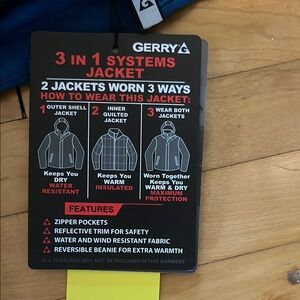 GERRY
3 IN 1 SYSTEMS
JACKET
2 JACKETS WORN 3 WAYS
HOW TO WEAR THIS JACKET:
1 OUTER SHELL JACKET
2 INNER QUILTED JACKET
3 WEAR BOTH JACKETS
Keeps You
DRY
WATER
RESISTANT
Keeps You
WARM
INSULATED
Worn Together
Keeps You
WARM & DRY
MAXIMUM
PROTECTION
FEATURES
ZIPPER POCKETS
REFLECTIVE TRIM FOR SAFETY
WATER AND WIND RESISTANT FABRIC
REVERSIBLE BEANIE FOR EXTRA WARMTH
ALL FEATURES MAY NOT BE INCLUDED IN THIS GARMENT